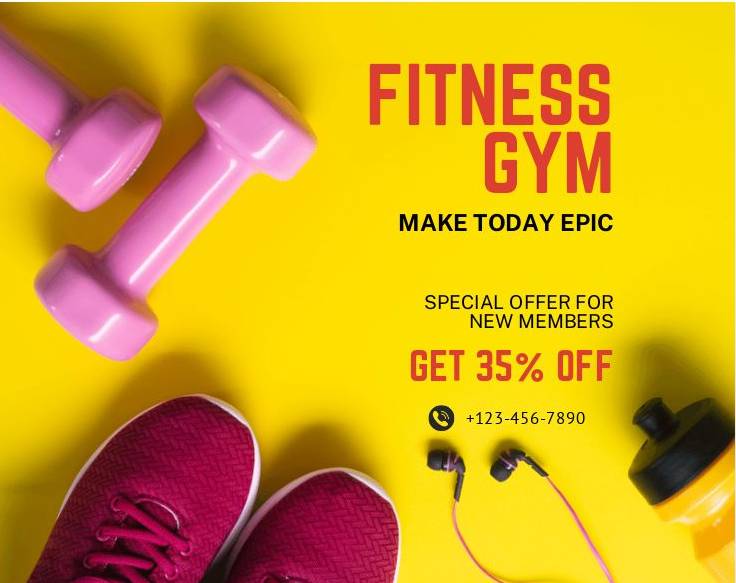 FITNESS
GYM
MAKE TODAY EPIC
SPECIAL OFFER FOR
NEW MEMBERS
GET 35% OFF
+123-456-7890